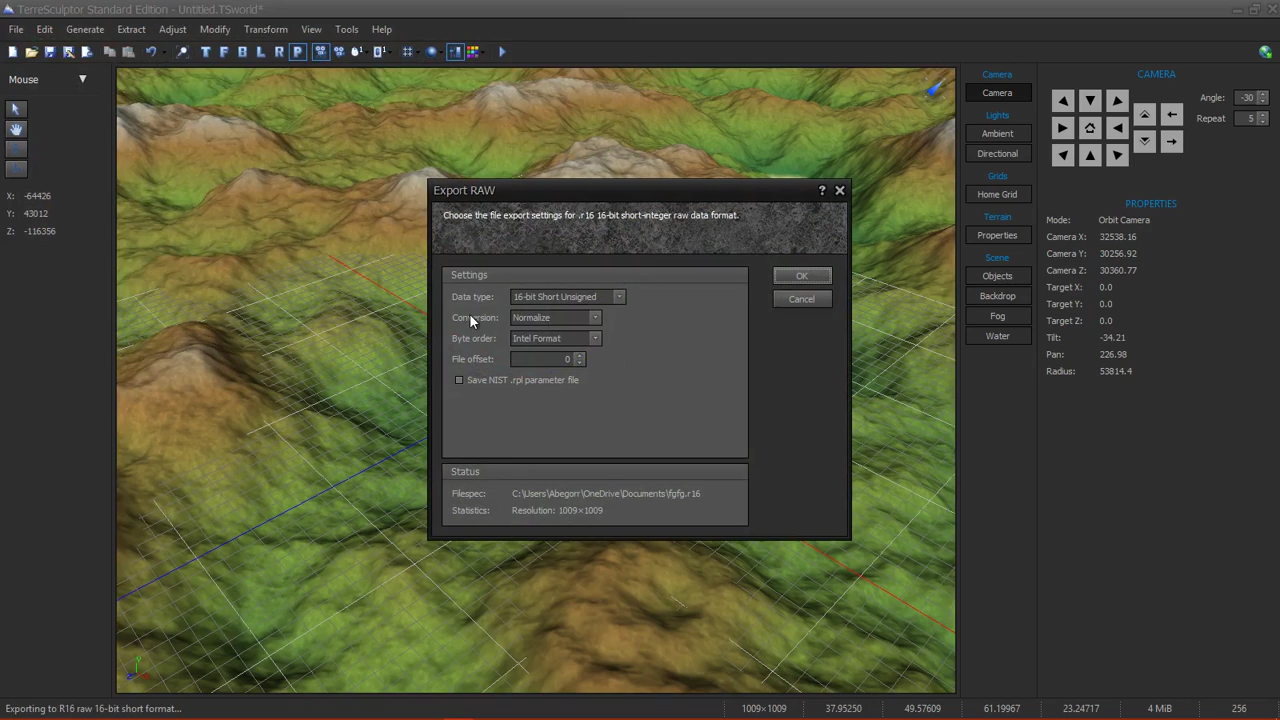 TerreSculptor Standard Edition - Untitled.TSworld*
File Edit Generate Extract Adjust Modify Transform View Tools Help
T F B L R P
Mouse
X: -64426
Y: 43012
Z: -116356
Export RAW
Choose the file export settings for .r16 16-bit short-integer raw data format.
Settings
Data type: 16-bit Short Unsigned
Conversion: Normalize
Byte order: Intel Format
File offset: 0
Save NIST .rpl parameter file
OK
Cancel
Status
Filespec: C:\Users\Abegorr\OneDrive\Documents\fgfg.r16
Statistics: Resolution: 1009×1009
Camera
Camera
Lights
Ambient
Directional
Grids
Home Grid
Terrain
Properties
Scene
Objects
Backdrop
Fog
Water
CAMERA
Angle: -30
Repeat 5
PROPERTIES
Mode: Orbit Camera
Camera X: 32538.16
Camera Y: 30256.92
Camera Z: 30360.77
Target X: 0.0
Target Y: 0.0
Target Z: 0.0
Tilt: -34.21
Pan: 226.98
Radius: 53814.4
Exporting to R16 raw 16-bit short format... 1009×1009 37.95250 49.57609 61.19967 23.24717 4 MiB 256